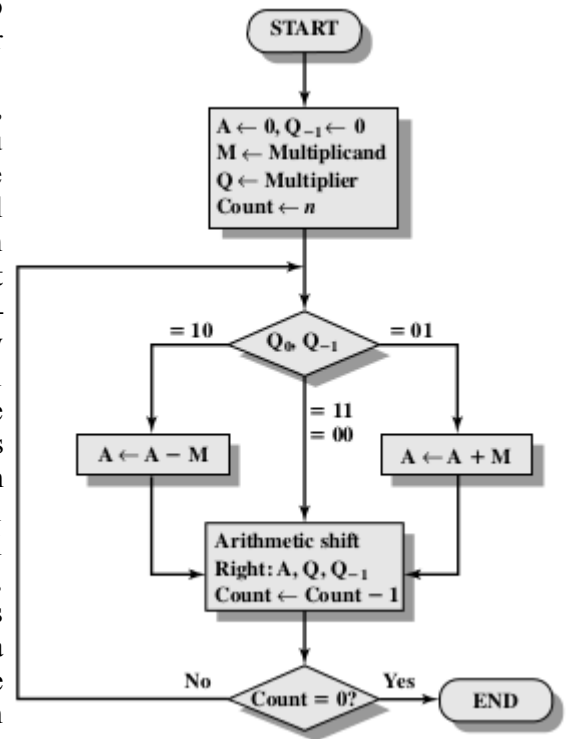 START
A ← 0, Q₋₁ ← 0
M ← Multiplicand
Q ← Multiplier
Count ← n
= 10
Q₀, Q₋₁
= 01
= 11
= 00
A ← A − M
A ← A + M
Arithmetic shift
Right: A, Q, Q₋₁
Count ← Count − 1
No
Count = 0?
Yes
END